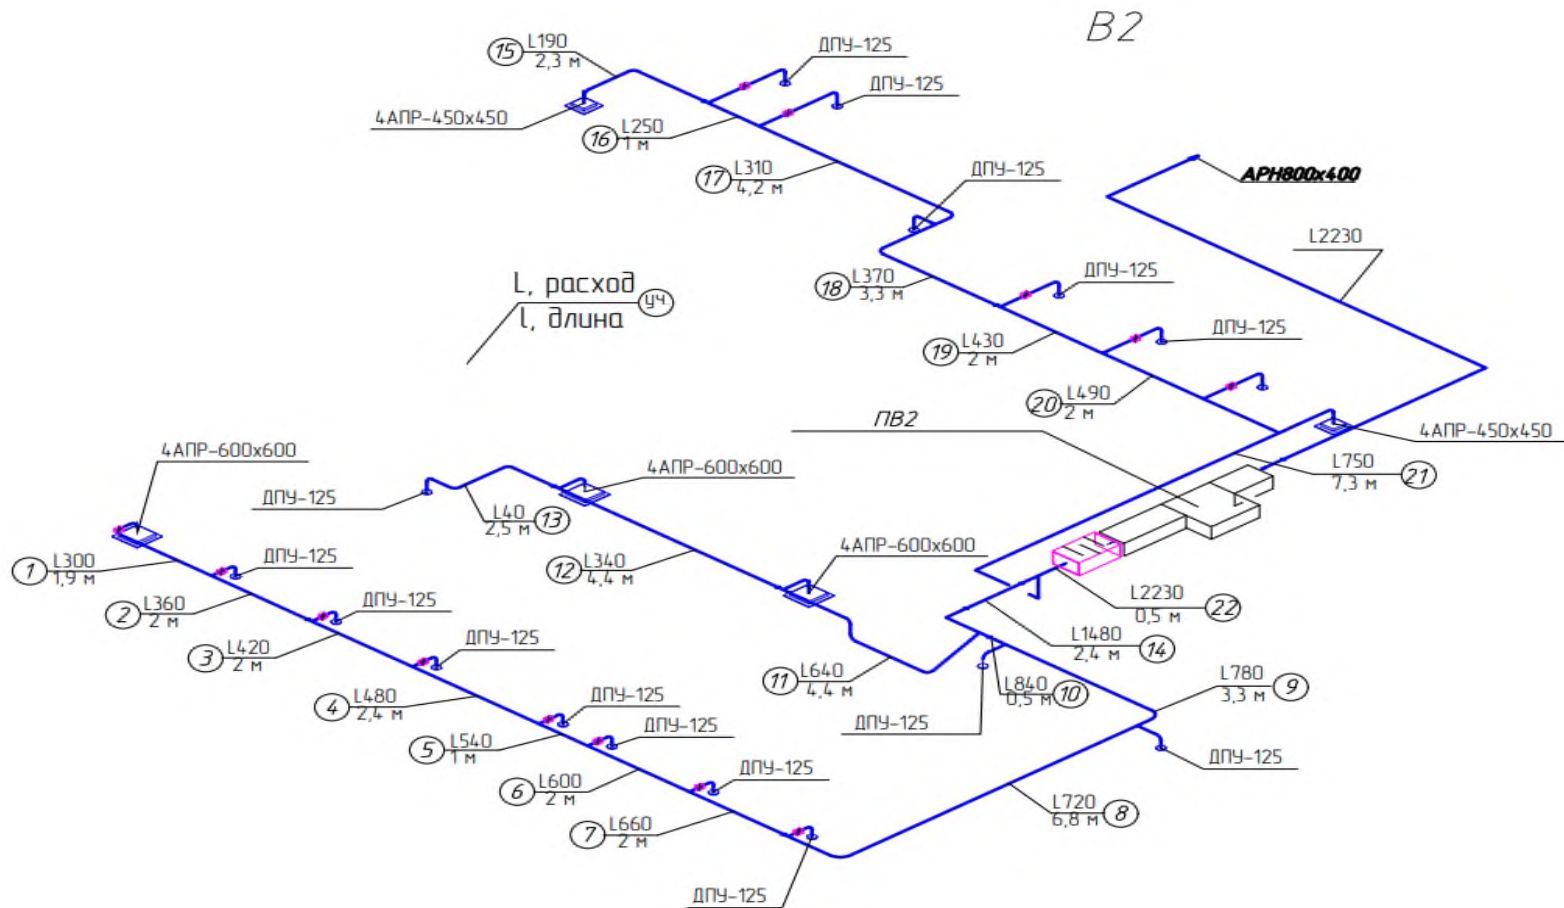 В2
15 L190
2,3 м
ДПУ-125
ДПУ-125
4АПР-450х450
16 L250
1 м
17 L310
4,2 м
ДПУ-125
АРН800х400
L2230
L, расход
l, длина
уч
18 L370
3,3 м
ДПУ-125
ДПУ-125
19 L430
2 м
20 L490
2 м
ПВ2
4АПР-450х450
L750
7,3 м 21
4АПР-600х600
4АПР-600х600
ДПУ-125
L40
2,5 м 13
ДПУ-125
4АПР-600х600
1 L300
1,9 м
12 L340
4,4 м
2 L360
2 м
ДПУ-125
L2230
0,5 м 22
3 L420
2 м
ДПУ-125
L1480
2,4 м 14
11 L640
4,4 м
L840
0,5 м 10
L780
3,3 м 9
4 L480
2,4 м
ДПУ-125
ДПУ-125
ДПУ-125
5 L540
1 м
ДПУ-125
ДПУ-125
6 L600
2 м
L720
6,8 м 8
7 L660
2 м
ДПУ-125